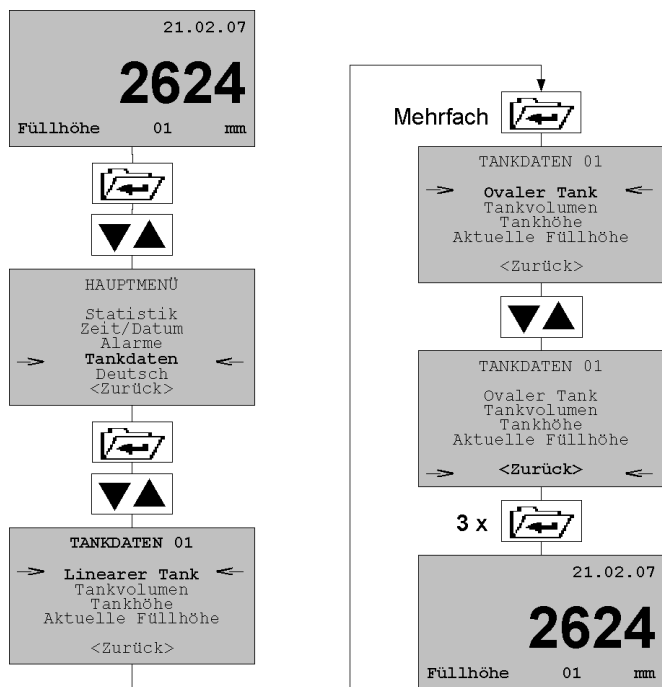 21.02.07
2624
Füllhöhe 01 mm
HAUPTMENÜ
Statistik
Zeit/Datum
Alarme
Tankdaten
Deutsch
<Zurück>
TANKDATEN 01
Linearer Tank
Tankvolumen
Tankhöhe
Aktuelle Füllhöhe
<Zurück>
Mehrfach
TANKDATEN 01
Ovaler Tank
Tankvolumen
Tankhöhe
Aktuelle Füllhöhe
<Zurück>
TANKDATEN 01
Ovaler Tank
Tankvolumen
Tankhöhe
Aktuelle Füllhöhe
<Zurück>
3 x
21.02.07
2624
Füllhöhe 01 mm